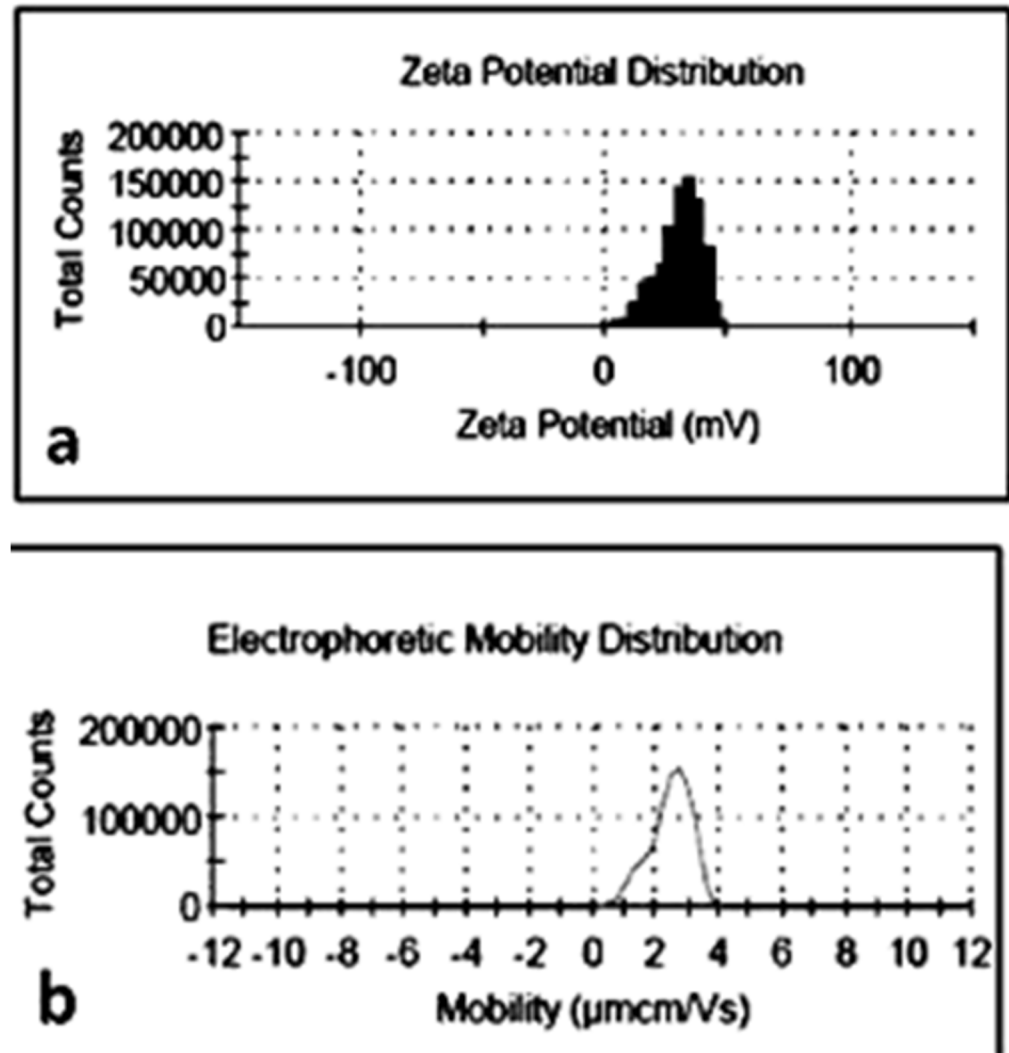 Zeta Potential Distribution
Total Counts
200000
150000
100000
50000
0
-100 0 100
Zeta Potential (mV)
a
Electrophoretic Mobility Distribution
Total Counts
200000
100000
0
-12 -10 -8 -6 -4 -2 0 2 4 6 8 10 12
Mobility (µmcm/Vs)
b